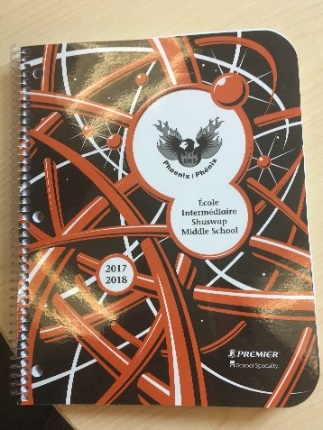 Phoenix / Phénix
École
Intermédiaire
Shuswap
Middle School
2017
2018
PREMIER
School Specialty